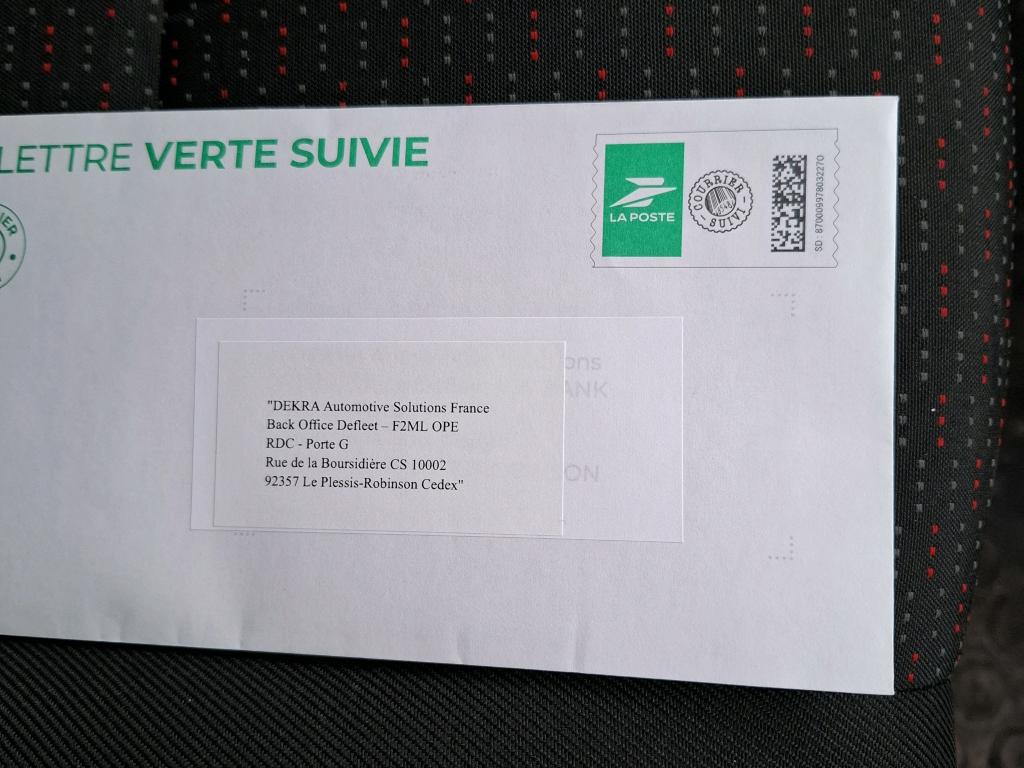 LETTRE VERTE SUIVIE
LA POSTE
COURRIER
SUIVI
SD : 870009978032270
"DEKRA Automotive Solutions France
Back Office Defleet – F2ML OPE
RDC - Porte G
Rue de la Boursidière CS 10002
92357 Le Plessis-Robinson Cedex"